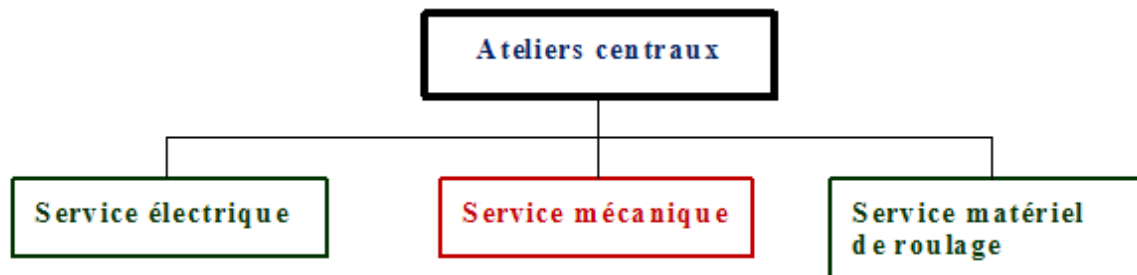 Ateliers centraux
Service électrique
Service mécanique
Service matériel
de roulage